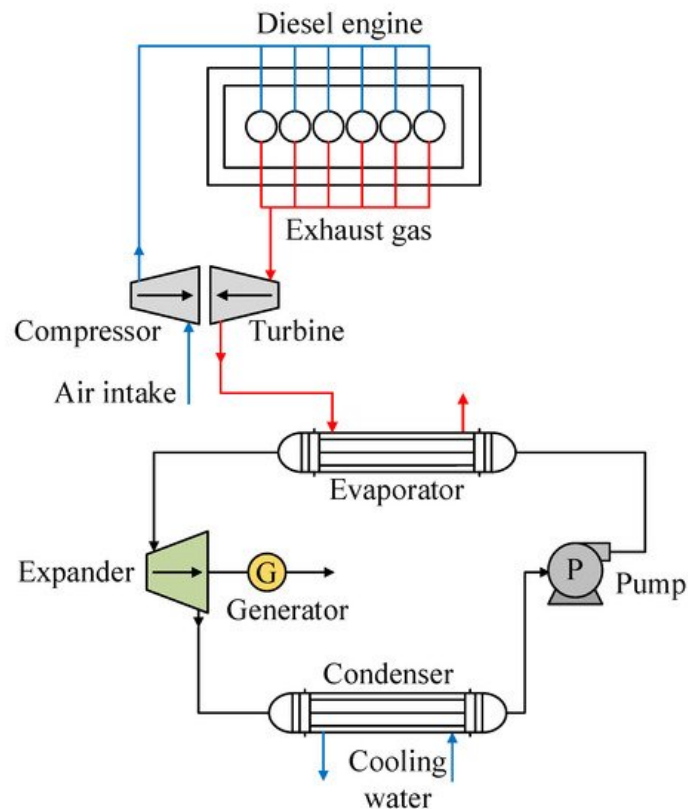 Diesel engine
Exhaust gas
Compressor
Turbine
Air intake
Evaporator
Expander
G
Generator
P
Pump
Condenser
Cooling
water